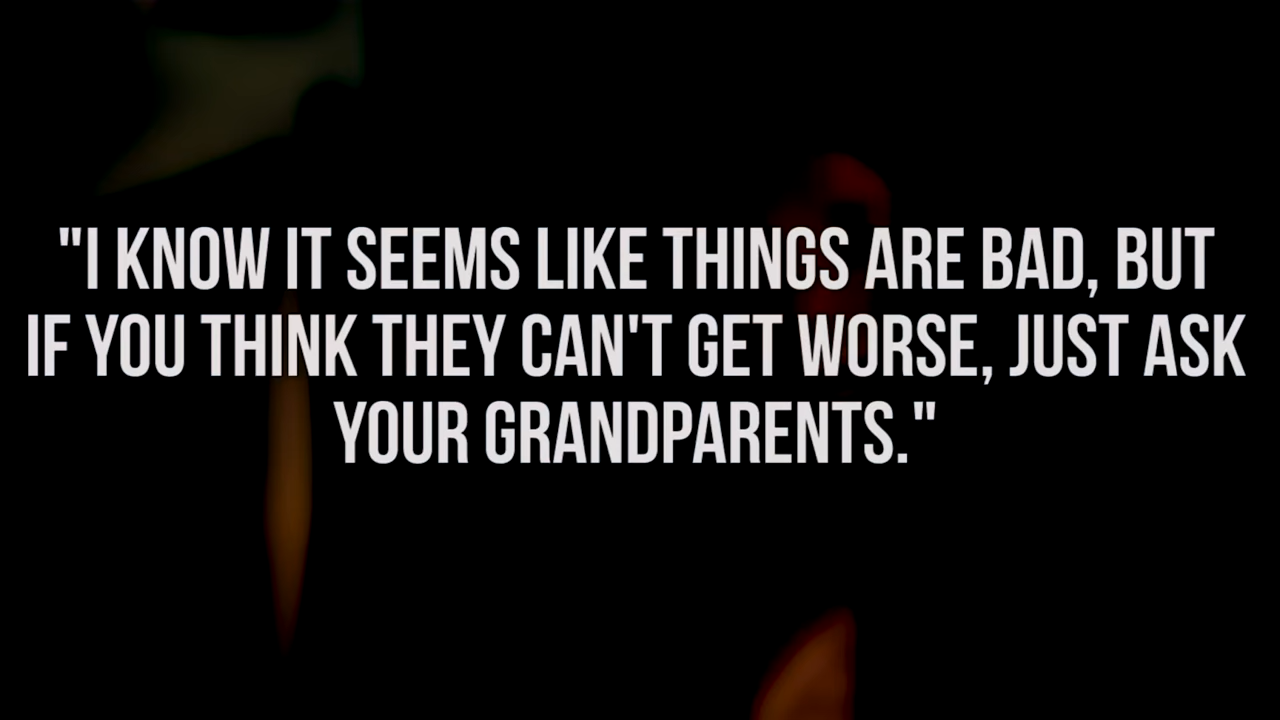 "I KNOW IT SEEMS LIKE THINGS ARE BAD, BUT
IF YOU THINK THEY CAN'T GET WORSE, JUST ASK
YOUR GRANDPARENTS."